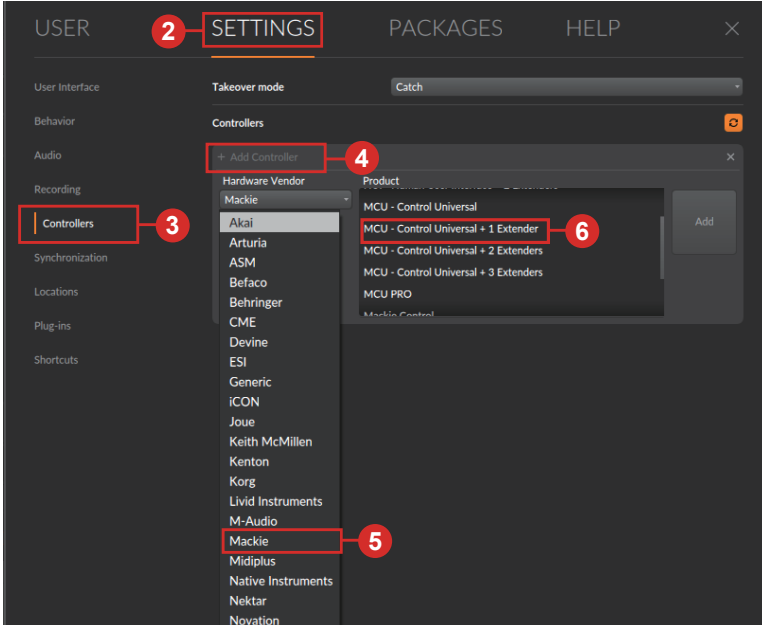 USER
2
SETTINGS
PACKAGES
HELP
User Interface
Takeover mode
Catch
Behavior
Controllers
Audio
+ Add Controller
4
Recording
Hardware Vendor
Product
Mackie
MCU - Control Universal
Add
Controllers
3
Akai
MCU - Control Universal + 1 Extender
6
Arturia
MCU - Control Universal + 2 Extenders
Synchronization
ASM
MCU - Control Universal + 3 Extenders
Befaco
Locations
MCU PRO
Behringer
Mackie Control
CME
Plug-ins
Devine
Shortcuts
ESI
Generic
iCON
Joue
Keith McMillen
Kenton
Korg
Livid Instruments
M-Audio
Mackie
5
Midiplus
Native Instruments
Nektar
Novation